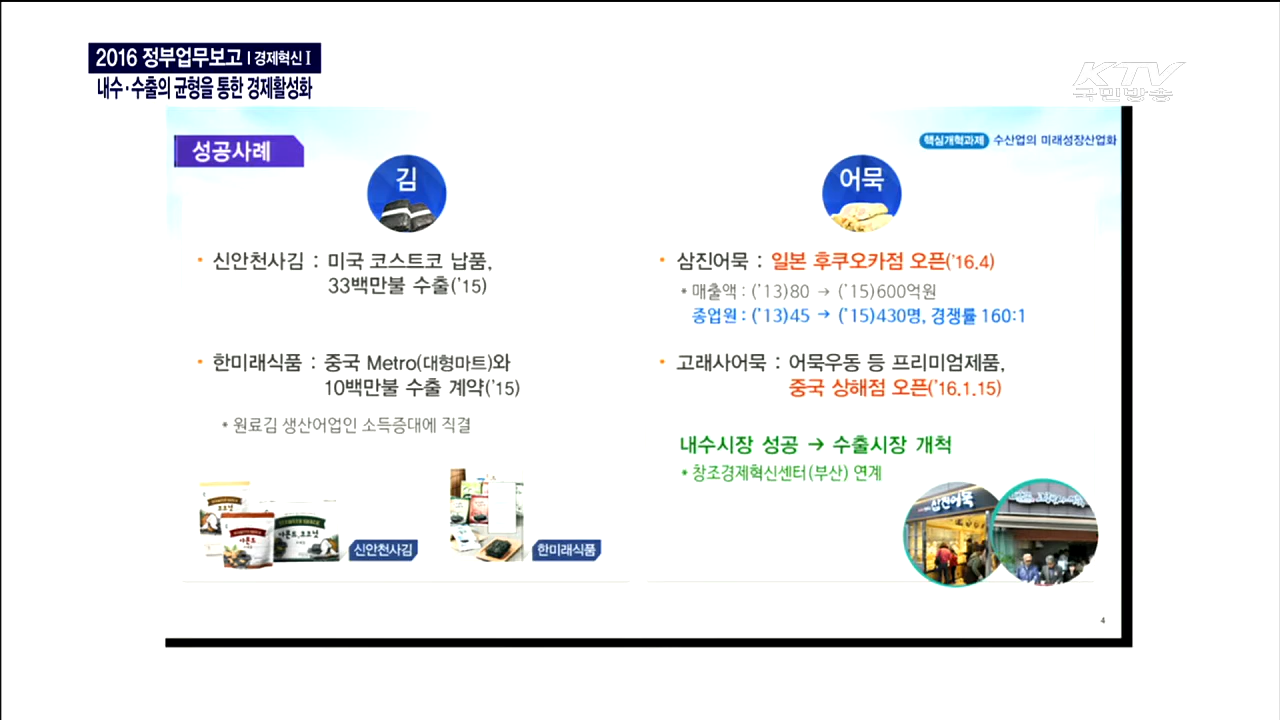 2016 정부업무보고 | 경제혁신 I
내수·수출의 균형을 통한 경제활성화
KTV
국민방송
성공사례
핵심개혁과제 수산업의 미래성장산업화
김
• 신안천사김 : 미국 코스트코 납품,
33백만불 수출('15)
• 한미래식품 : 중국 Metro(대형마트)와
10백만불 수출 계약('15)
* 원료김 생산어업인 소득증대에 직결
신안천사김
한미래식품
어묵
• 삼진어묵 : 일본 후쿠오카점 오픈('16.4)
* 매출액 : ('13)80 → ('15)600억원
종업원 : ('13)45 → ('15)430명, 경쟁률 160:1
• 고래사어묵 : 어묵우동 등 프리미엄제품,
중국 상해점 오픈('16.1.15)
내수시장 성공 → 수출시장 개척
* 창조경제혁신센터(부산) 연계
삼진어묵
4